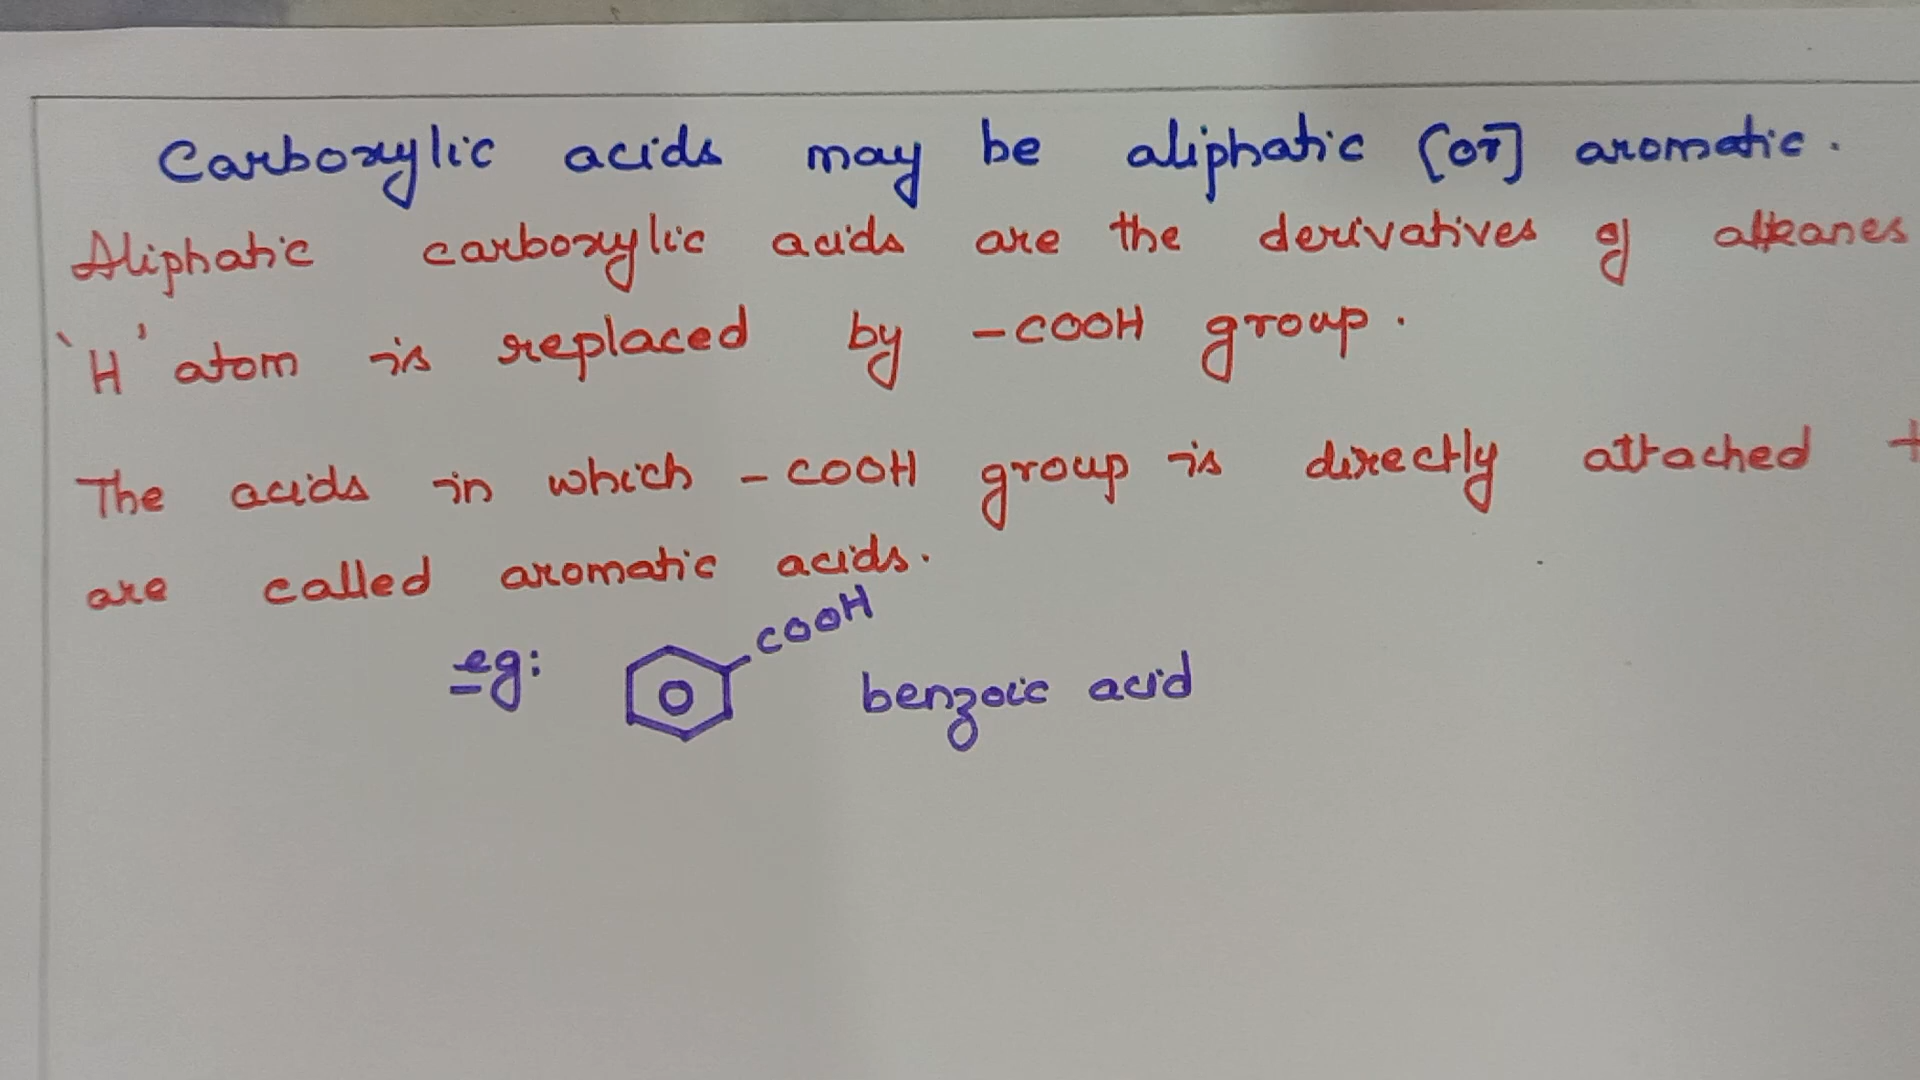 Carboxylic acids may be aliphatic [or] aromatic.
Aliphatic carboxylic acids are the derivatives of alkanes
'H' atom is replaced by -COOH group.
The acids in which -COOH group is directly attached
are called aromatic acids.
COOH
eg: benzoic acid